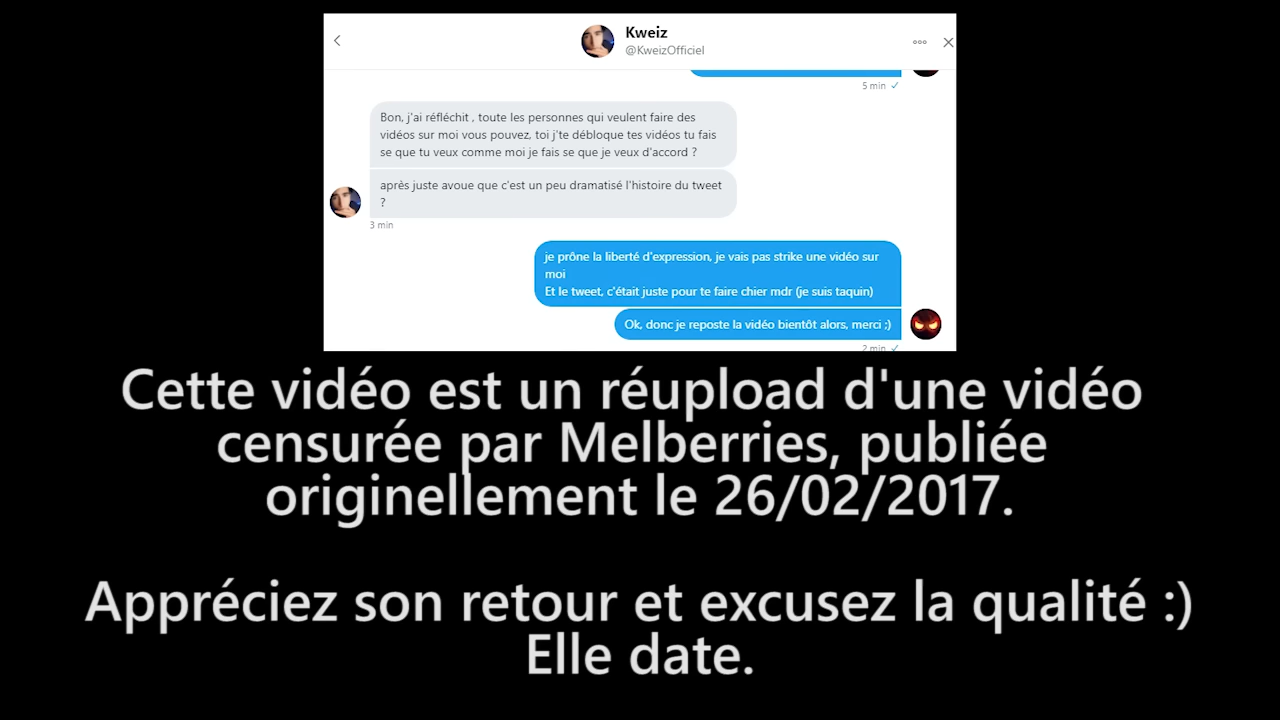 Kweiz
@KweizOfficiel
5 min
Bon, j'ai réfléchit , toute les personnes qui veulent faire des
vidéos sur moi vous pouvez, toi j'te débloque tes vidéos tu fais
se que tu veux comme moi je fais se que je veux d'accord ?
après juste avoue que c'est un peu dramatisé l'histoire du tweet
?
3 min
je prône la liberté d'expression, je vais pas strike une vidéo sur
moi
Et le tweet, c'était juste pour te faire chier mdr (je suis taquin)
Ok, donc je reposte la vidéo bientôt alors, merci ;)
2 min
Cette vidéo est un réupload d'une vidéo
censurée par Melberries, publiée
originellement le 26/02/2017.
Appréciez son retour et excusez la qualité :)
Elle date.